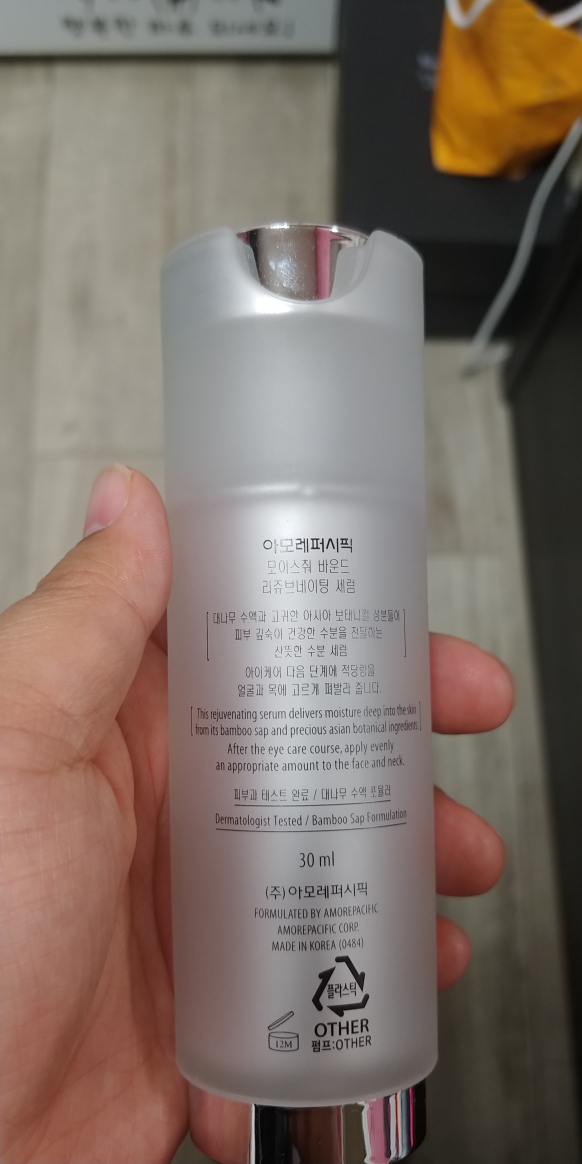 아모레퍼시픽
모이스춰 바운드
리쥬브네이팅 세럼
대나무 수액과 고귀한 아시아 보태니컬 성분들이
피부 깊숙이 건강한 수분을 전달하는
산뜻한 수분 세럼
아이케어 다음 단계에 적당량을
얼굴과 목에 고르게 펴발라 줍니다.
This rejuvenating serum delivers moisture deep into the skin
from its bamboo sap and precious asian botanical ingredients.
After the eye care course, apply evenly
an appropriate amount to the face and neck.
피부과 테스트 완료 / 대나무 수액 포뮬라
Dermatologist Tested / Bamboo Sap Formulation
30 ml
(주)아모레퍼시픽
FORMULATED BY AMOREPACIFIC
AMOREPACIFIC CORP.
MADE IN KOREA (0484)
플라스틱
OTHER
펌프:OTHER
12M